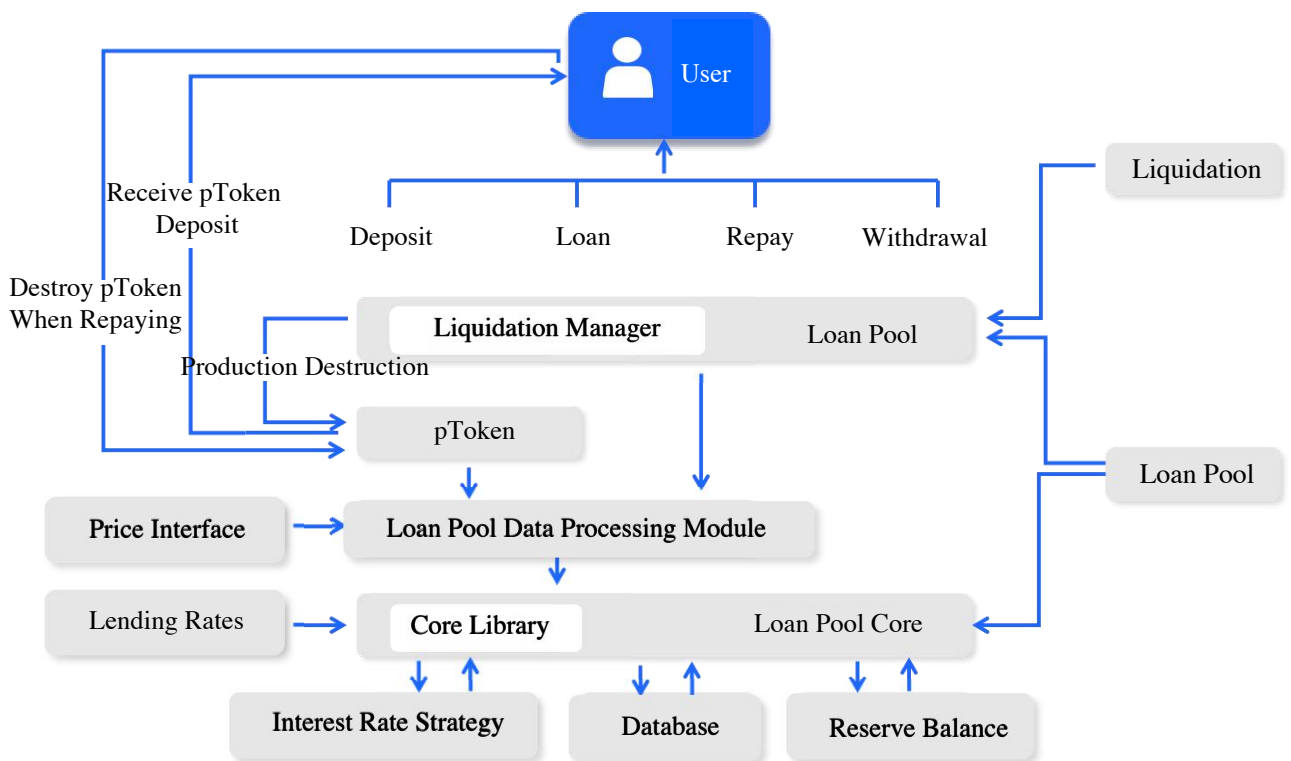 User
Liquidation
Receive pToken
Deposit
Deposit
Loan
Repay
Withdrawal
Destroy pToken
When Repaying
Liquidation Manager
Loan Pool
Production Destruction
pToken
Loan Pool
Price Interface
Loan Pool Data Processing Module
Lending Rates
Core Library
Loan Pool Core
Interest Rate Strategy
Database
Reserve Balance